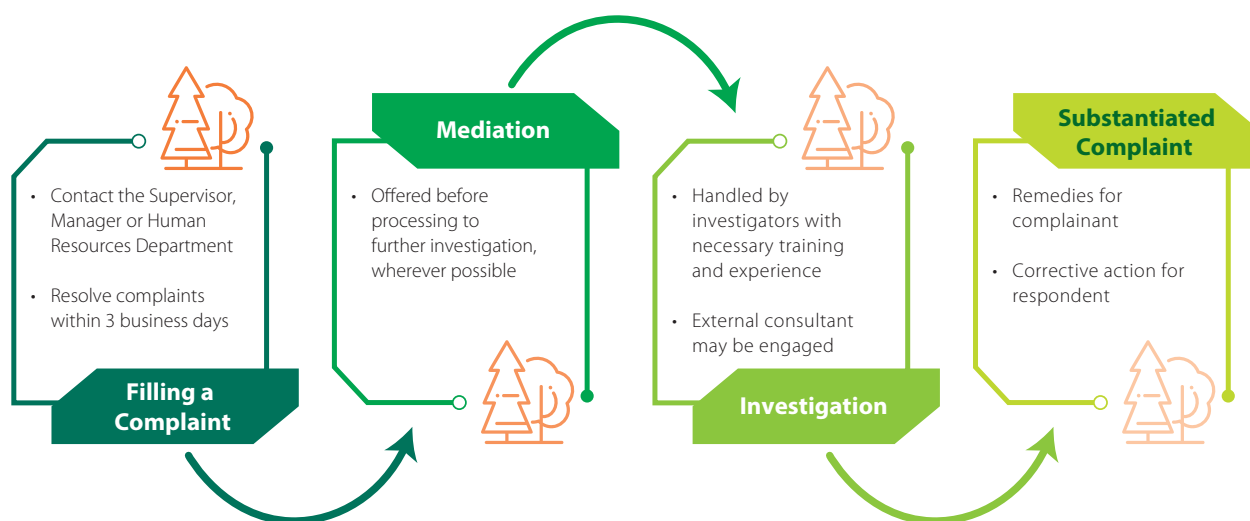 • Contact the Supervisor,
Manager or Human
Resources Department
• Resolve complaints
within 3 business days
Filling a
Complaint
Mediation
• Offered before
processing to
further investigation,
wherever possible
• Handled by
investigators with
necessary training
and experience
• External consultant
may be engaged
Investigation
Substantiated
Complaint
• Remedies for
complainant
• Corrective action for
respondent